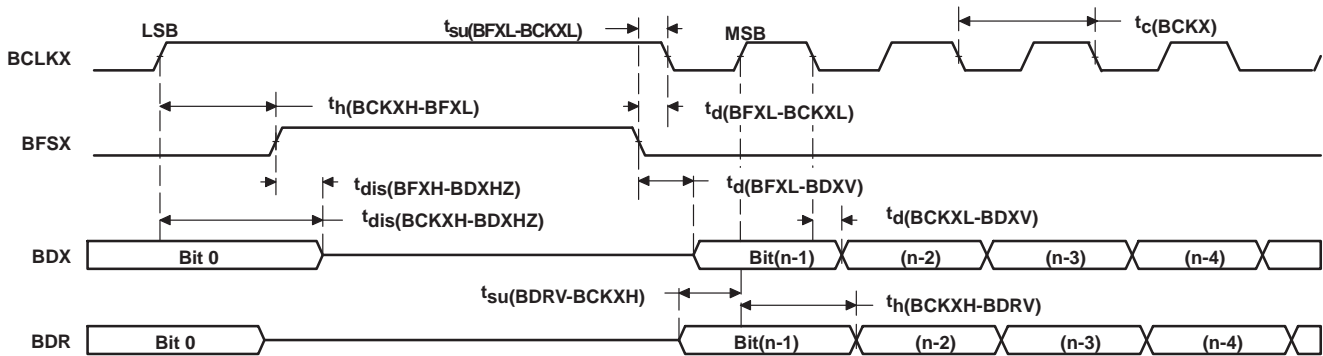 LSB
tsu(BFXL-BCKXL)
MSB
tc(BCKX)
BCLKX
th(BCKXH-BFXL)
td(BFXL-BCKXL)
BFSX
tdis(BFXH-BDXHZ)
td(BFXL-BDXV)
tdis(BCKXH-BDXHZ)
td(BCKXL-BDXV)
BDX Bit 0 Bit(n-1) (n-2) (n-3) (n-4)
tsu(BDRV-BCKXH)
th(BCKXH-BDRV)
BDR Bit 0 Bit(n-1) (n-2) (n-3) (n-4)